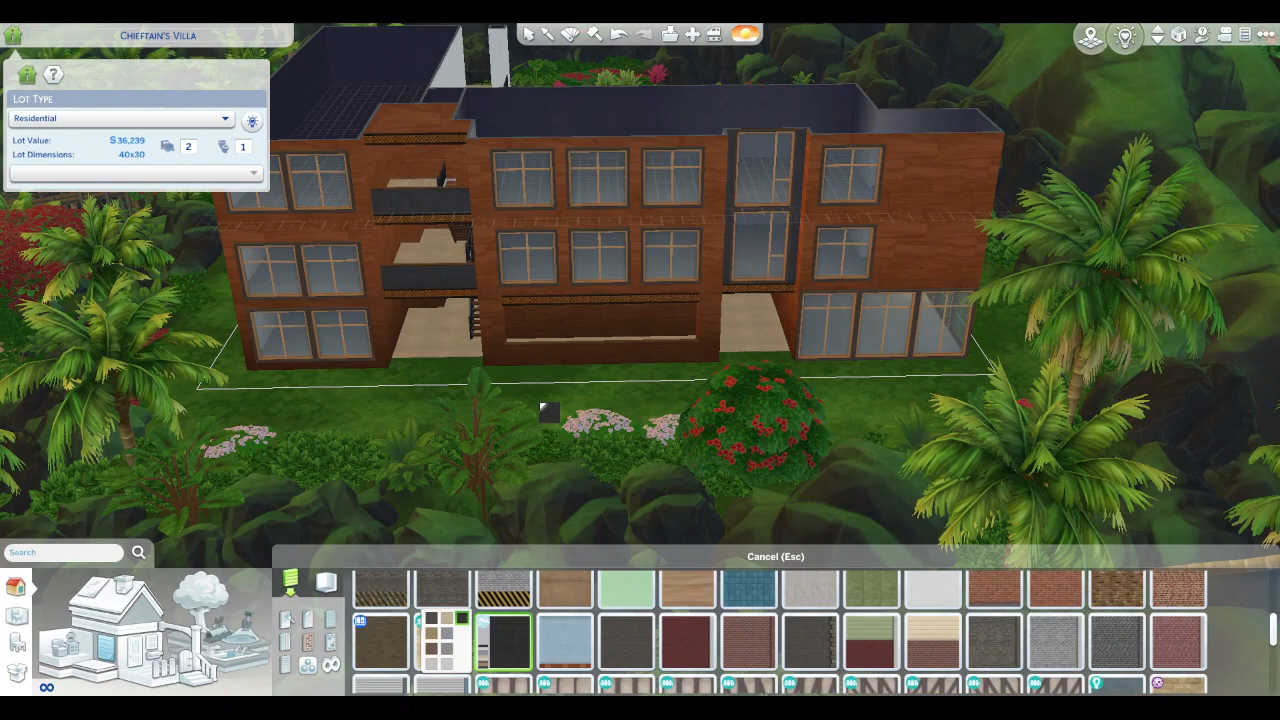 CHIEFTAIN'S VILLA
?
LOT TYPE
Residential
Lot Value: §36,239
2
1
Lot Dimensions: 40x30
Cancel (Esc)
Search